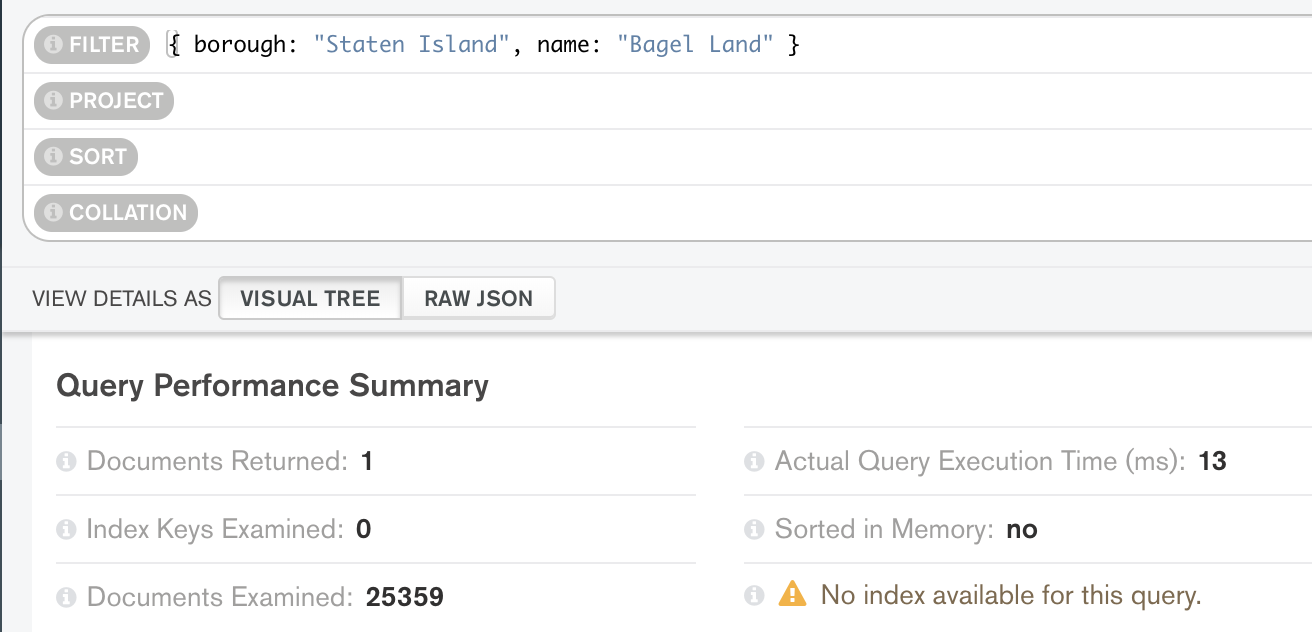 FILTER { borough: "Staten Island", name: "Bagel Land" }
PROJECT
SORT
COLLATION
VIEW DETAILS AS VISUAL TREE RAW JSON
Query Performance Summary
Documents Returned: 1
Actual Query Execution Time (ms): 13
Index Keys Examined: 0
Sorted in Memory: no
Documents Examined: 25359
No index available for this query.